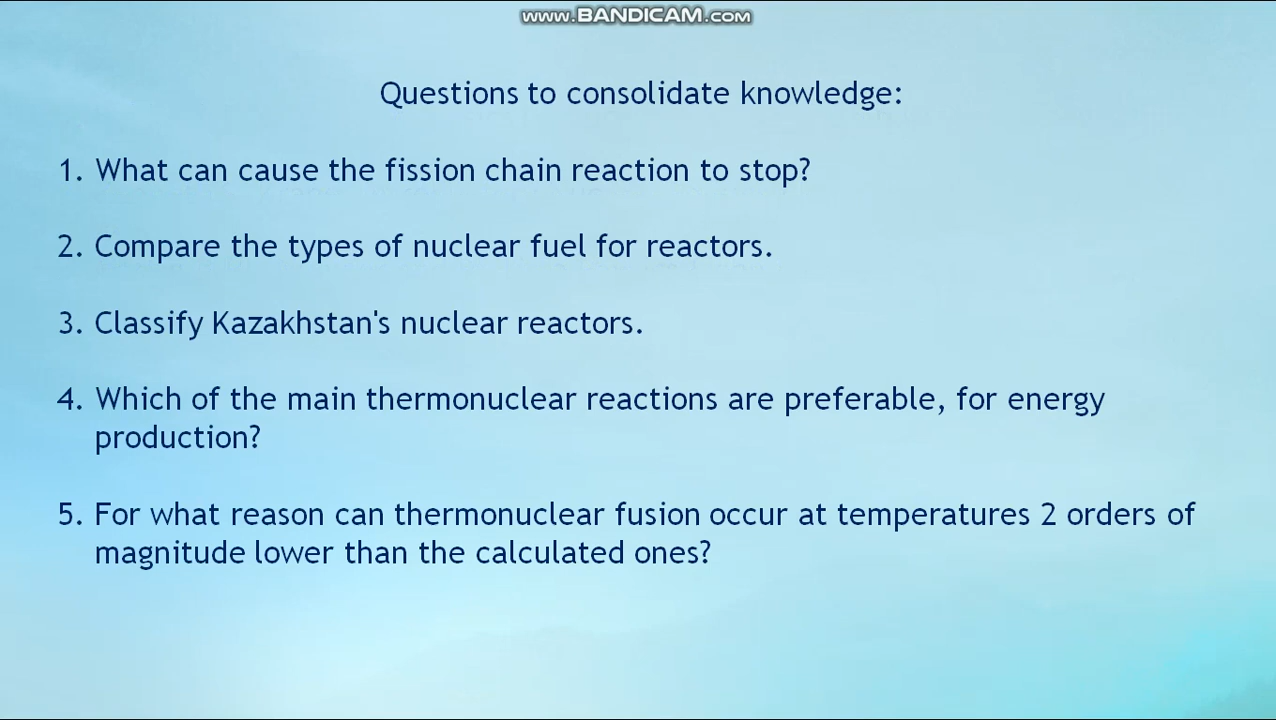 www.BANDICAM.com
Questions to consolidate knowledge:
1. What can cause the fission chain reaction to stop?
2. Compare the types of nuclear fuel for reactors.
3. Classify Kazakhstan's nuclear reactors.
4. Which of the main thermonuclear reactions are preferable, for energy
production?
5. For what reason can thermonuclear fusion occur at temperatures 2 orders of
magnitude lower than the calculated ones?